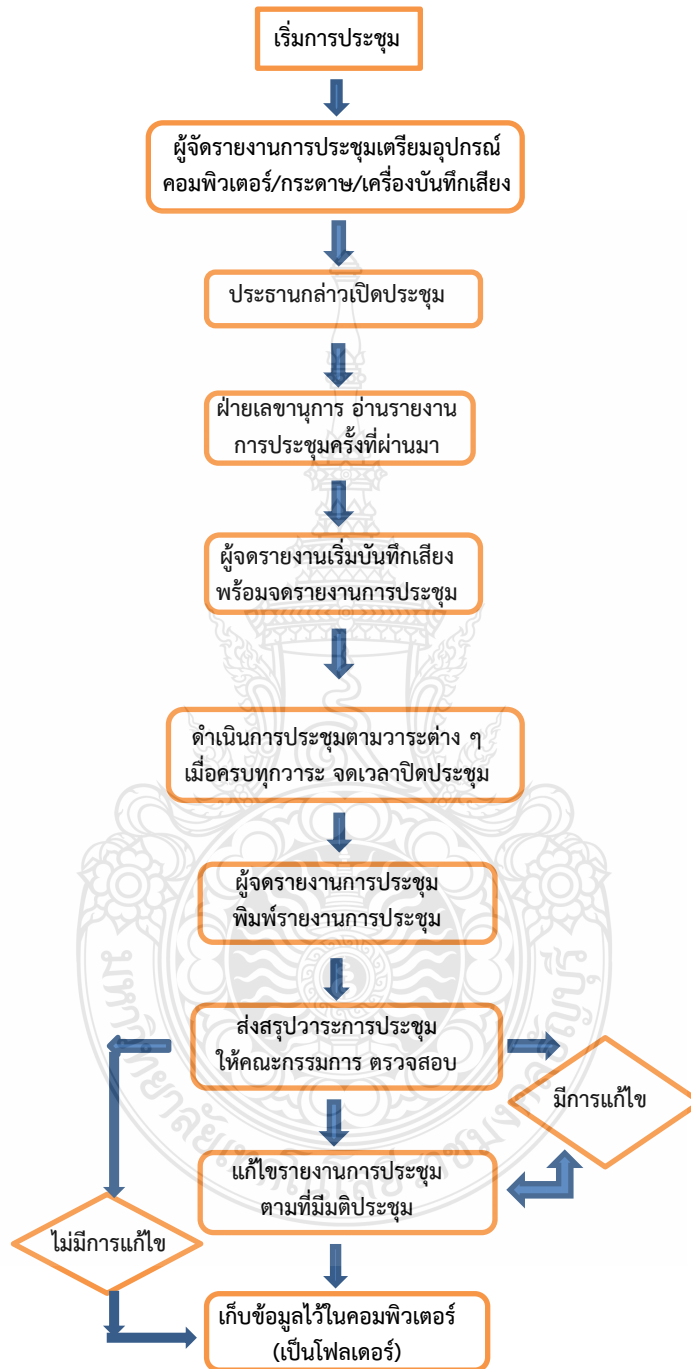 เริ่มการประชุม
ผู้จัดรายงานการประชุมเตรียมอุปกรณ์
คอมพิวเตอร์/กระดาษ/เครื่องบันทึกเสียง
ประธานกล่าวเปิดประชุม
ฝ่ายเลขานุการ อ่านรายงาน
การประชุมครั้งที่ผ่านมา
ผู้จดรายงานเริ่มบันทึกเสียง
พร้อมจดรายงานการประชุม
ดำเนินการประชุมตามวาระต่าง ๆ
เมื่อครบทุกวาระ จดเวลาปิดประชุม
ผู้จดรายงานการประชุม
พิมพ์รายงานการประชุม
ส่งสรุปวาระการประชุม
ให้คณะกรรมการ ตรวจสอบ
มีการแก้ไข
แก้ไขรายงานการประชุม
ตามที่มีมติประชุม
ไม่มีการแก้ไข
เก็บข้อมูลไว้ในคอมพิวเตอร์
(เป็นโฟลเดอร์)